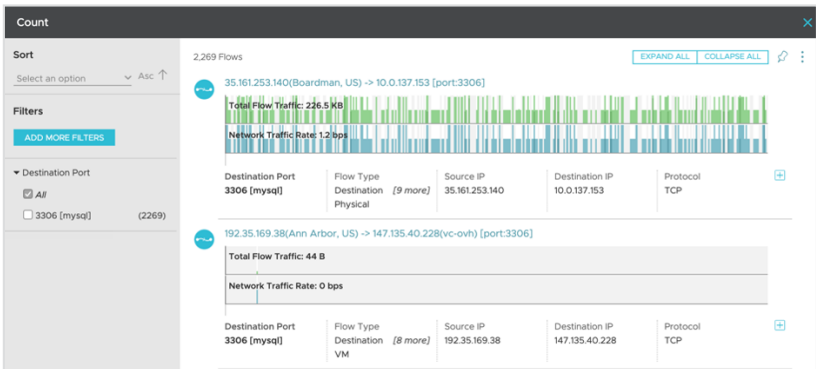 Count
Sort
Select an option Asc
Filters
ADD MORE FILTERS
Destination Port
All
3306 [mysql] (2269)
2,269 Flows
EXPAND ALL COLLAPSE ALL
35.161.253.140(Boardman, US) -> 10.0.137.153 [port:3306]
Total Flow Traffic: 226.5 KB
Network Traffic Rate: 1.2 bps
Destination Port Flow Type Source IP Destination IP Protocol
3306 [mysql] Destination [9 more] 35.161.253.140 10.0.137.153 TCP
Physical
192.35.169.38(Ann Arbor, US) -> 147.135.40.228(vc-ovh) [port:3306]
Total Flow Traffic: 44 B
Network Traffic Rate: 0 bps
Destination Port Flow Type Source IP Destination IP Protocol
3306 [mysql] Destination [8 more] 192.35.169.38 147.135.40.228 TCP
VM